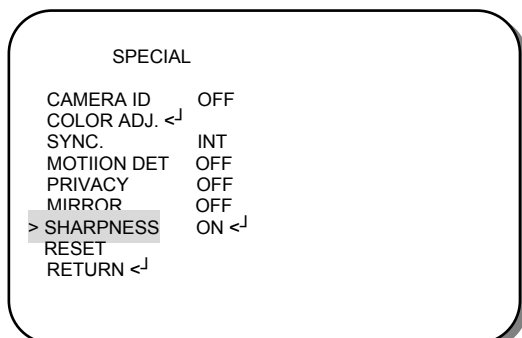 SPECIAL
CAMERA ID OFF
COLOR ADJ. <┘
SYNC. INT
MOTIION DET OFF
PRIVACY OFF
MIRROR OFF
> SHARPNESS ON <┘
RESET
RETURN <┘